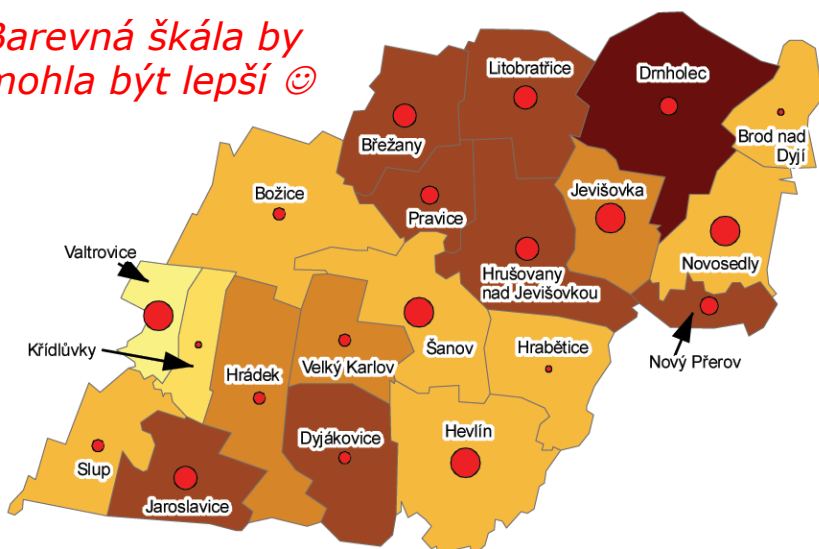 Barevná škála by
mohla být lepší ☺
Litobratřice
Drnholec
Břežany
Brod nad
Dyjí
Božice
Pravice
Jevišovka
Valtrovice
Novosedly
Hrušovany
nad Jevišovkou
Křídlůvky
Šanov
Hrabětice
Nový Přerov
Hrádek
Velký Karlov
Hevlín
Dyjákovice
Slup
Jaroslavice